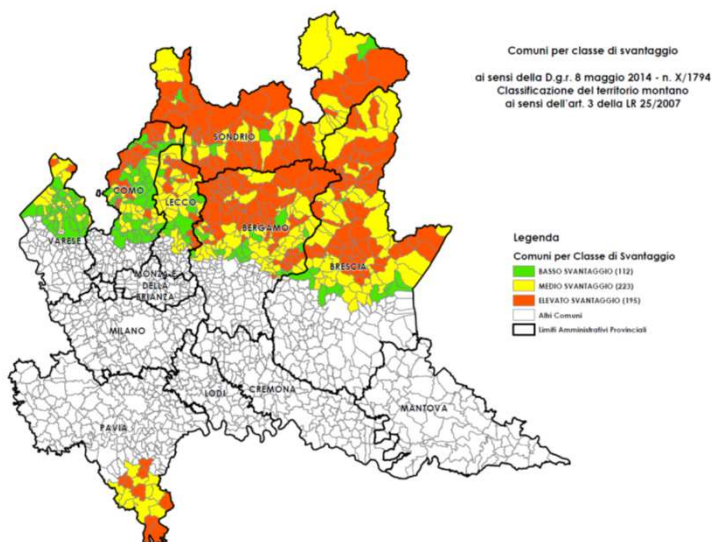 Comuni per classe di svantaggio
ai sensi della D.g.r. 8 maggio 2014 - n. X/1794
Classificazione del territorio montano
ai sensi dell'art. 3 della LR 25/2007
SONDRIO
COMO
LECCO
BERGAMO
VARESE
BRESCIA
MONZA E
DELLA
BRIANZA
MILANO
LODI
CREMONA
MANTOVA
PAVIA
Legenda
Comuni per Classe di Svantaggio
BASSO SVANTAGGIO (112)
MEDIO SVANTAGGIO (223)
ELEVATO SVANTAGGIO (195)
Altri Comuni
Limiti Amministrativi Provinciali